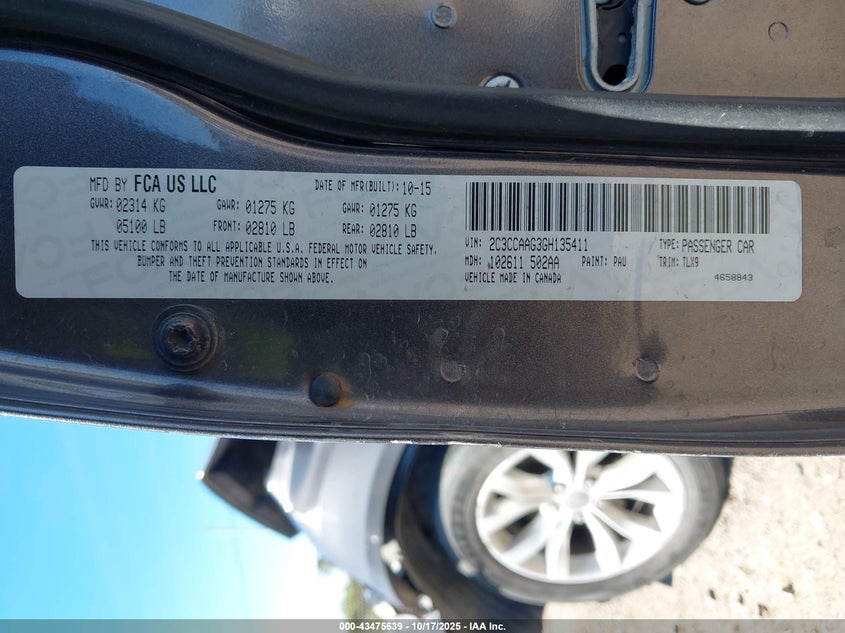 MFD BY FCA US LLC DATE OF MFR(BUILT): 10-15
GVWR: 02314 KG GAWR: 01275 KG GAWR: 01275 KG
05100 LB FRONT: 02810 LB REAR: 02810 LB
THIS VEHICLE CONFORMS TO ALL APPLICABLE U.S.A. FEDERAL MOTOR VEHICLE SAFETY,
BUMPER AND THEFT PREVENTION STANDARDS IN EFFECT ON
THE DATE OF MANUFACTURE SHOWN ABOVE.
VIN: 2C3CCAAG3GH135411 TYPE: PASSENGER CAR
MDH: 102611 502AA PAINT: PAU TRIM: TLX9
VEHICLE MADE IN CANADA 4658843
000-43475639 - 10/17/2025 - IAA Inc.